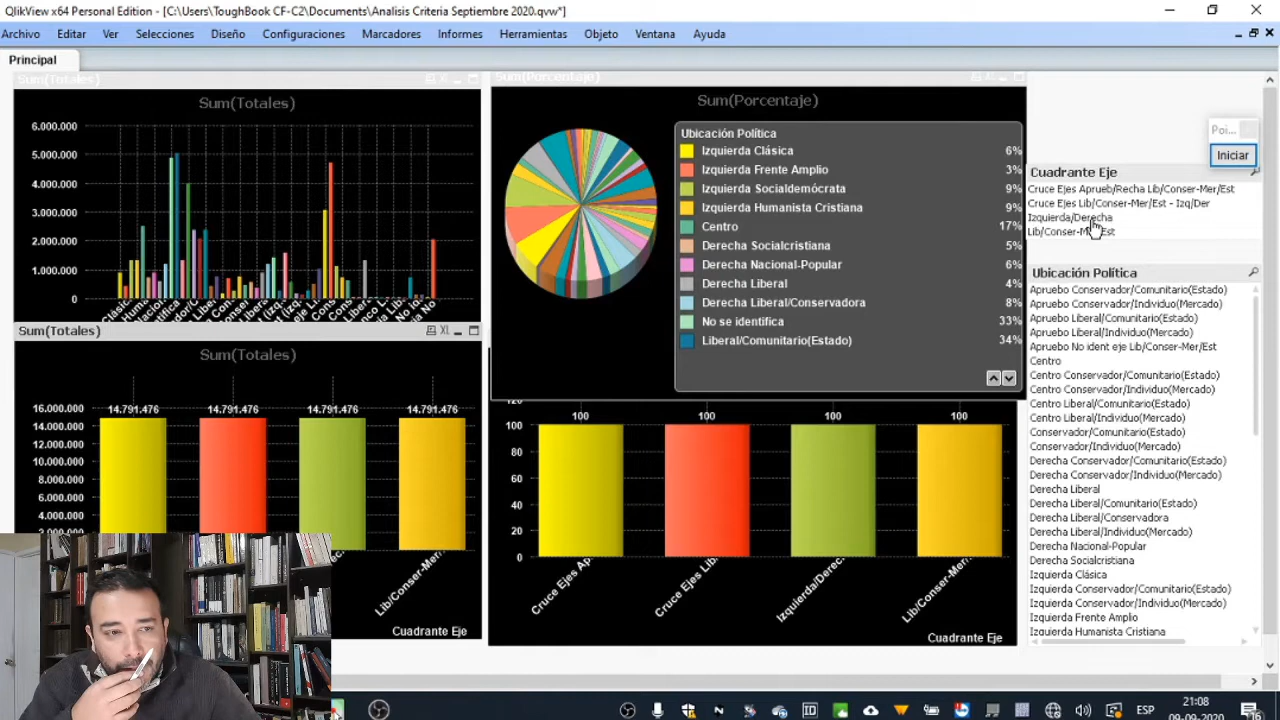 QlikView x64 Personal Edition - [C:\Users\ToughBook CF-C2\Documents\Analisis Criteria Septiembre 2020.qvw*]
Archivo Editar Ver Selecciones Diseño Configuraciones Marcadores Informes Herramientas Objeto Ventana Ayuda
Principal
Sum(Totales)
Sum(Totales)
6.000.000
5.000.000
4.000.000
3.000.000
2.000.000
1.000.000
0
Sum(Porcentaje)
Sum(Porcentaje)
Ubicación Política
Izquierda Clásica 6%
Izquierda Frente Amplio 3%
Izquierda Socialdemócrata 9%
Izquierda Humanista Cristiana 9%
Centro 17%
Derecha Socialcristiana 5%
Derecha Nacional-Popular 6%
Derecha Liberal 4%
Derecha Liberal/Conservadora 8%
No se identifica 33%
Liberal/Comunitario(Estado) 34%
Sum(Totales)
XL
Sum(Totales)
16.000.000
14.000.000
12.000.000
10.000.000
8.000.000
6.000.000
4.000.000
14.791.476 14.791.476 14.791.476 14.791.476
Lib/Conser-Mer...
Cuadrante Eje
120
100
80
60
40
20
0
100 100 100 100
Cruce Ejes Ap...
Cruce Ejes Lib...
Izquierda/Derec...
Lib/Conser-Mer...
Cuadrante Eje
Poi...
Iniciar
Cuadrante Eje
Cruce Ejes Aprueb/Recha Lib/Conser-Mer/Est
Cruce Ejes Lib/Conser-Mer/Est - Izq/Der
Izquierda/Derecha
Lib/Conser-Mer/Est
Ubicación Política
Apruebo Conservador/Comunitario(Estado)
Apruebo Conservador/Individuo(Mercado)
Apruebo Liberal/Comunitario(Estado)
Apruebo Liberal/Individuo(Mercado)
Apruebo No ident eje Lib/Conser-Mer/Est
Centro
Centro Conservador/Comunitario(Estado)
Centro Conservador/Individuo(Mercado)
Centro Liberal/Comunitario(Estado)
Centro Liberal/Individuo(Mercado)
Conservador/Comunitario(Estado)
Conservador/Individuo(Mercado)
Derecha Conservador/Comunitario(Estado)
Derecha Conservador/Individuo(Mercado)
Derecha Liberal
Derecha Liberal/Comunitario(Estado)
Derecha Liberal/Conservadora
Derecha Liberal/Individuo(Mercado)
Derecha Nacional-Popular
Derecha Socialcristiana
Izquierda Clásica
Izquierda Conservador/Comunitario(Estado)
Izquierda Conservador/Individuo(Mercado)
Izquierda Frente Amplio
Izquierda Humanista Cristiana
ESP
21:08
09-09-2020